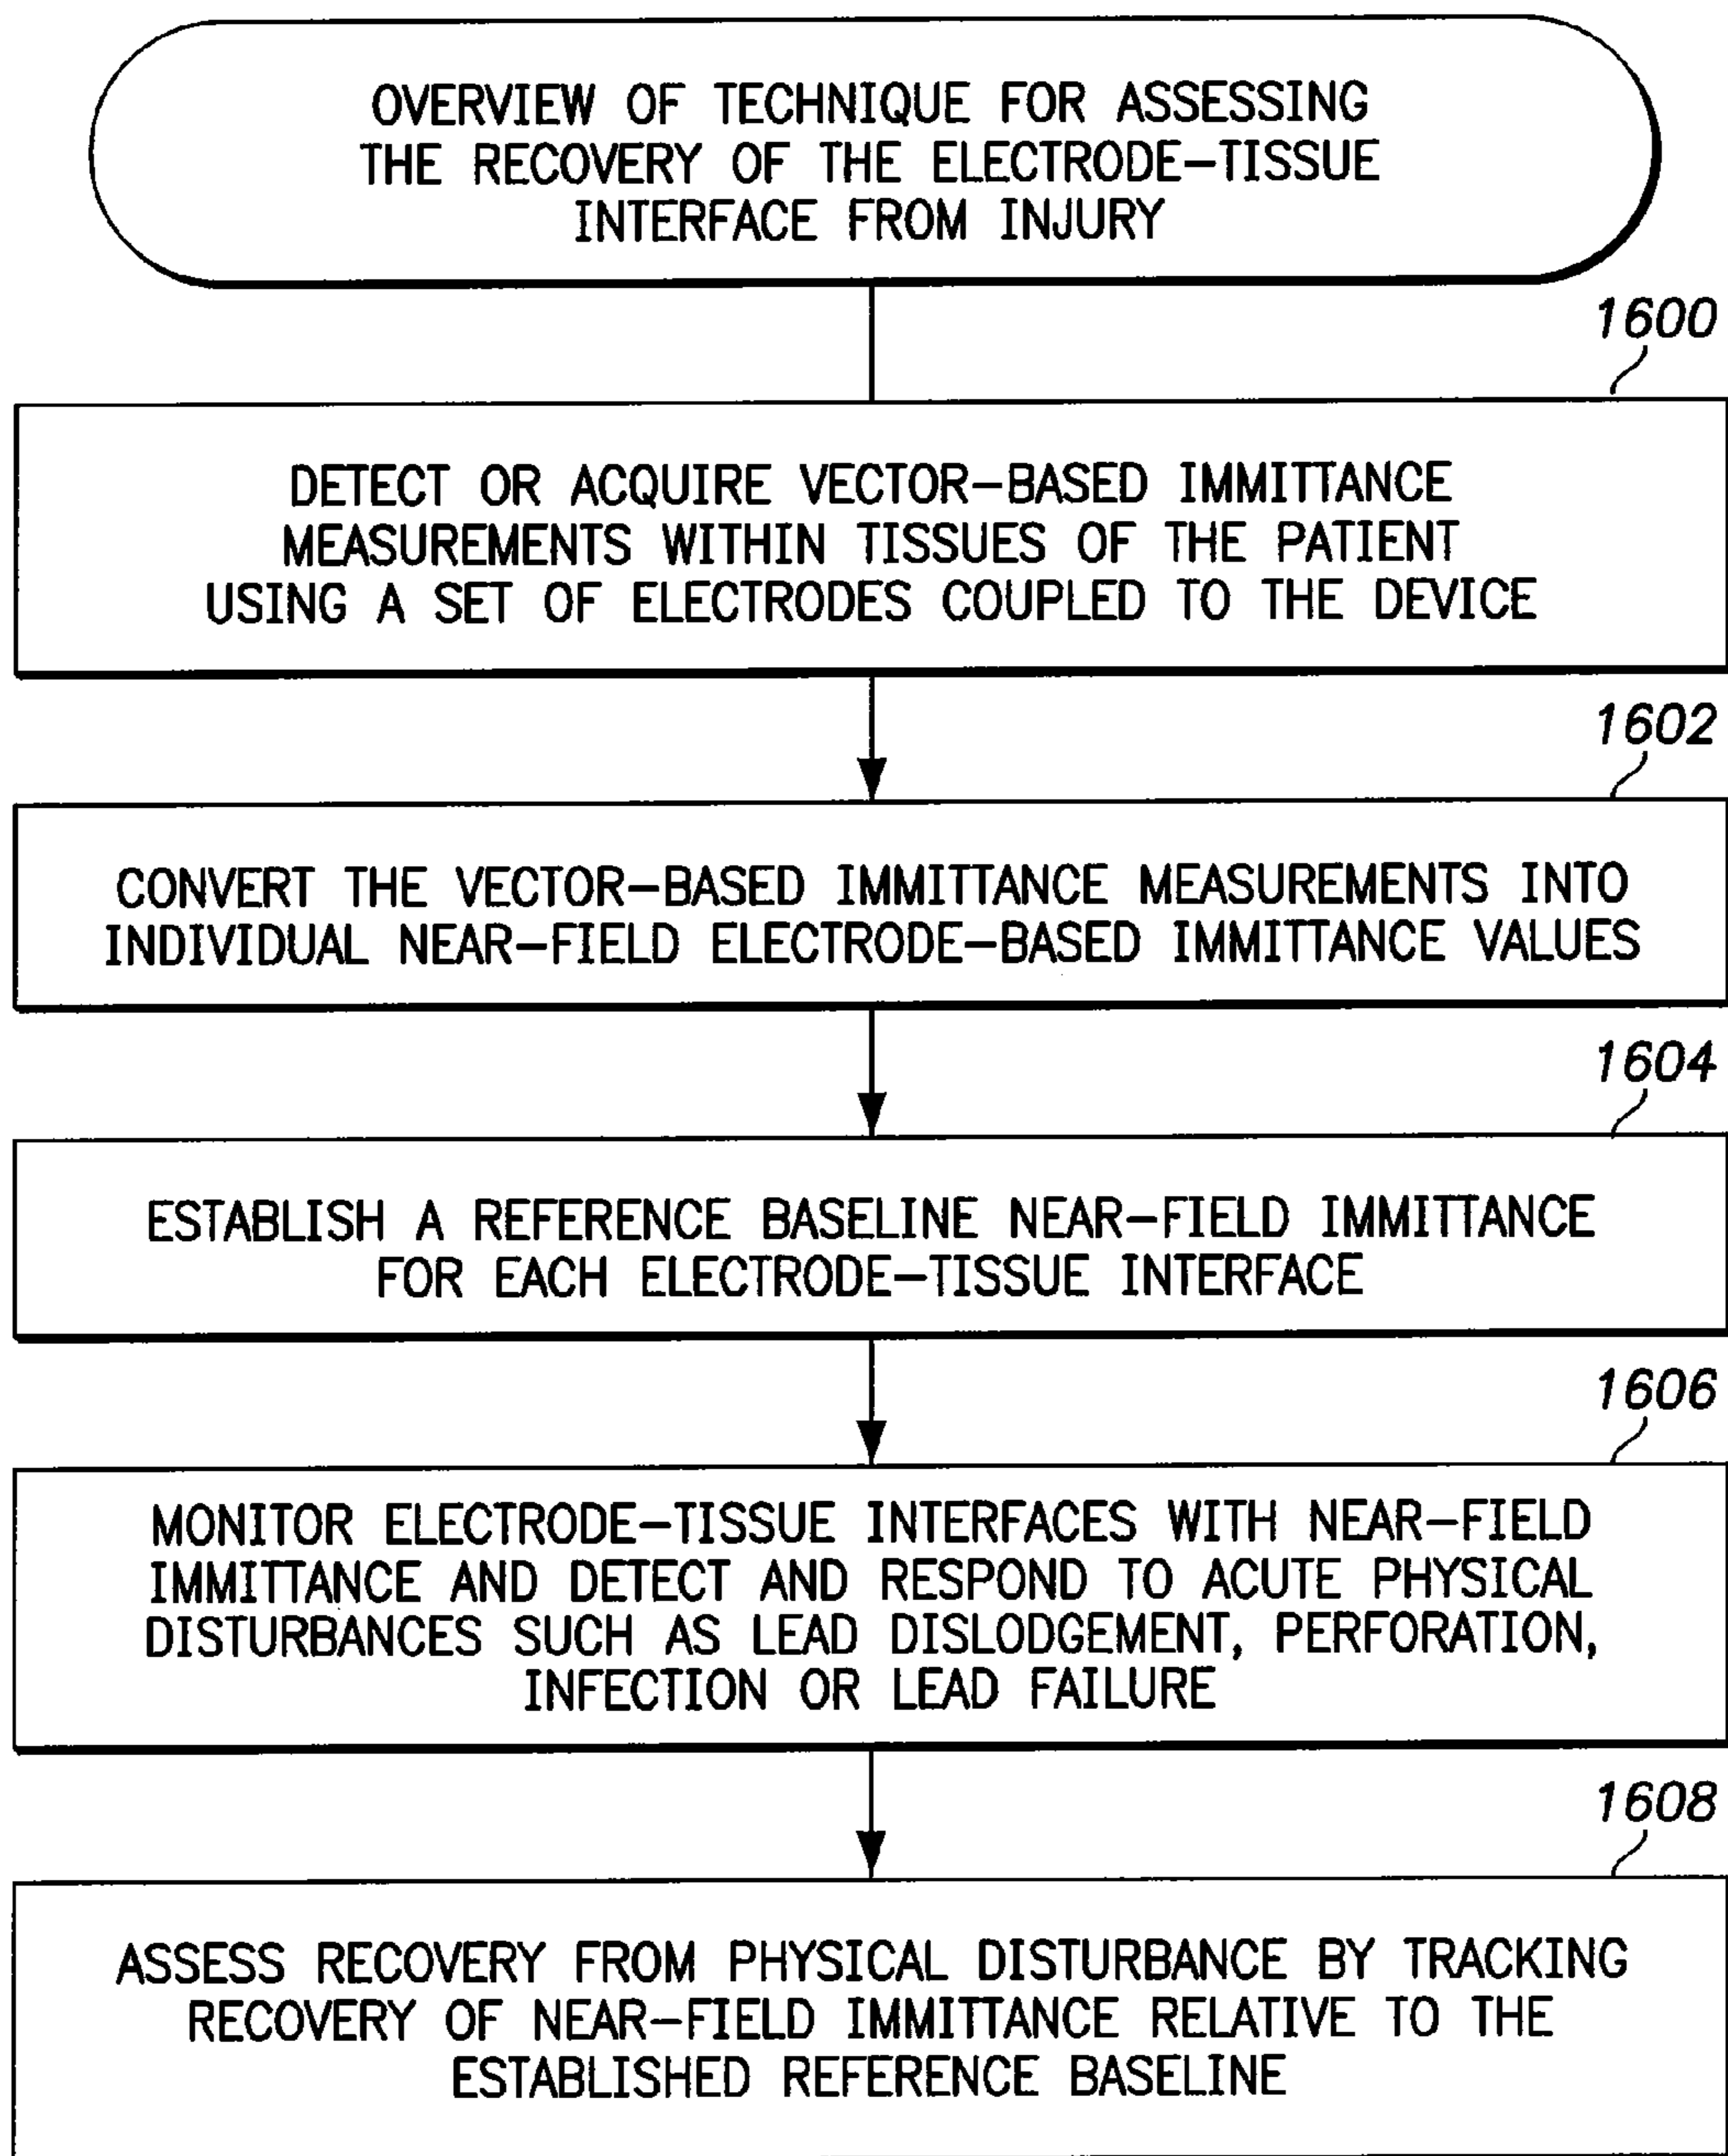 OVERVIEW OF TECHNIQUE FOR ASSESSING
THE RECOVERY OF THE ELECTRODE-TISSUE
INTERFACE FROM INJURY
1600
DETECT OR ACQUIRE VECTOR-BASED IMMITTANCE
MEASUREMENTS WITHIN TISSUES OF THE PATIENT
USING A SET OF ELECTRODES COUPLED TO THE DEVICE
1602
CONVERT THE VECTOR-BASED IMMITTANCE MEASUREMENTS INTO
INDIVIDUAL NEAR-FIELD ELECTRODE-BASED IMMITTANCE VALUES
1604
ESTABLISH A REFERENCE BASELINE NEAR-FIELD IMMITTANCE
FOR EACH ELECTRODE-TISSUE INTERFACE
1606
MONITOR ELECTRODE-TISSUE INTERFACES WITH NEAR-FIELD
IMMITTANCE AND DETECT AND RESPOND TO ACUTE PHYSICAL
DISTURBANCES SUCH AS LEAD DISLODGEMENT, PERFORATION,
INFECTION OR LEAD FAILURE
1608
ASSESS RECOVERY FROM PHYSICAL DISTURBANCE BY TRACKING
RECOVERY OF NEAR-FIELD IMMITTANCE RELATIVE TO THE
ESTABLISHED REFERENCE BASELINE